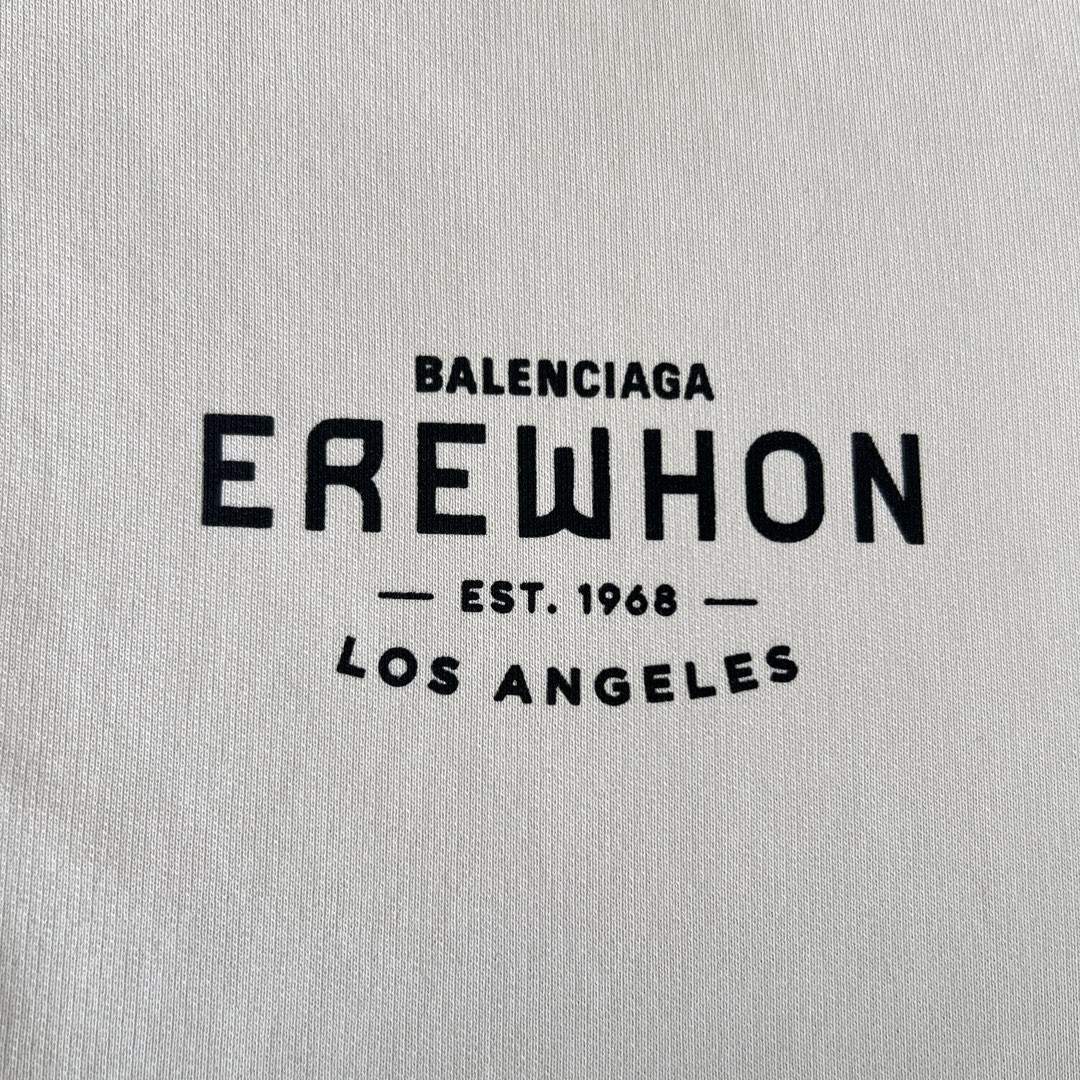 BALENCIAGA
EREWHON
— EST. 1968 —
LOS ANGELES